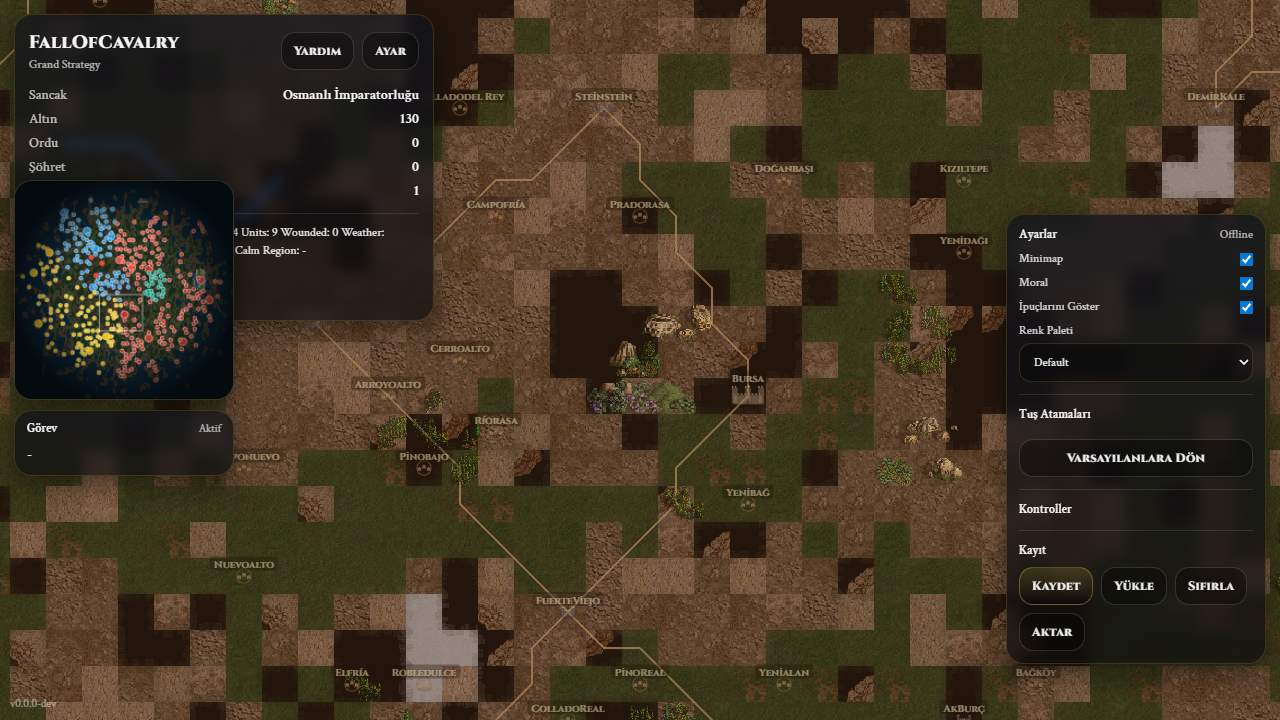 FallOfCavalry
Grand Strategy
Yardım
Ayar
Sancak
Osmanlı İmparatorluğu
Altın
130
Ordu
0
Şöhret
0
1
4 Units: 9 Wounded: 0 Weather:
Calm Region: -
Görev
Aktif
-
Steinstein
Demirkale
Doğanbaşı
Kızıltepe
Campofría
Pradorasa
Yenidağı
Cerroalto
Arroyoalto
Bursa
Ríorasa
Pinobajo
Yenibağ
Nuevoalto
FuerteViejo
Elfría
Robledulce
PinoReal
Yenialan
Bağköy
ColladoReal
Akburç
Ayarlar
Offline
Minimap
Moral
İpuçlarını Göster
Renk Paleti
Default
Tuş Atamaları
Varsayılanlara Dön
Kontroller
Kayıt
Kaydet
Yükle
Sıfırla
Aktar
v0.0.0-dev